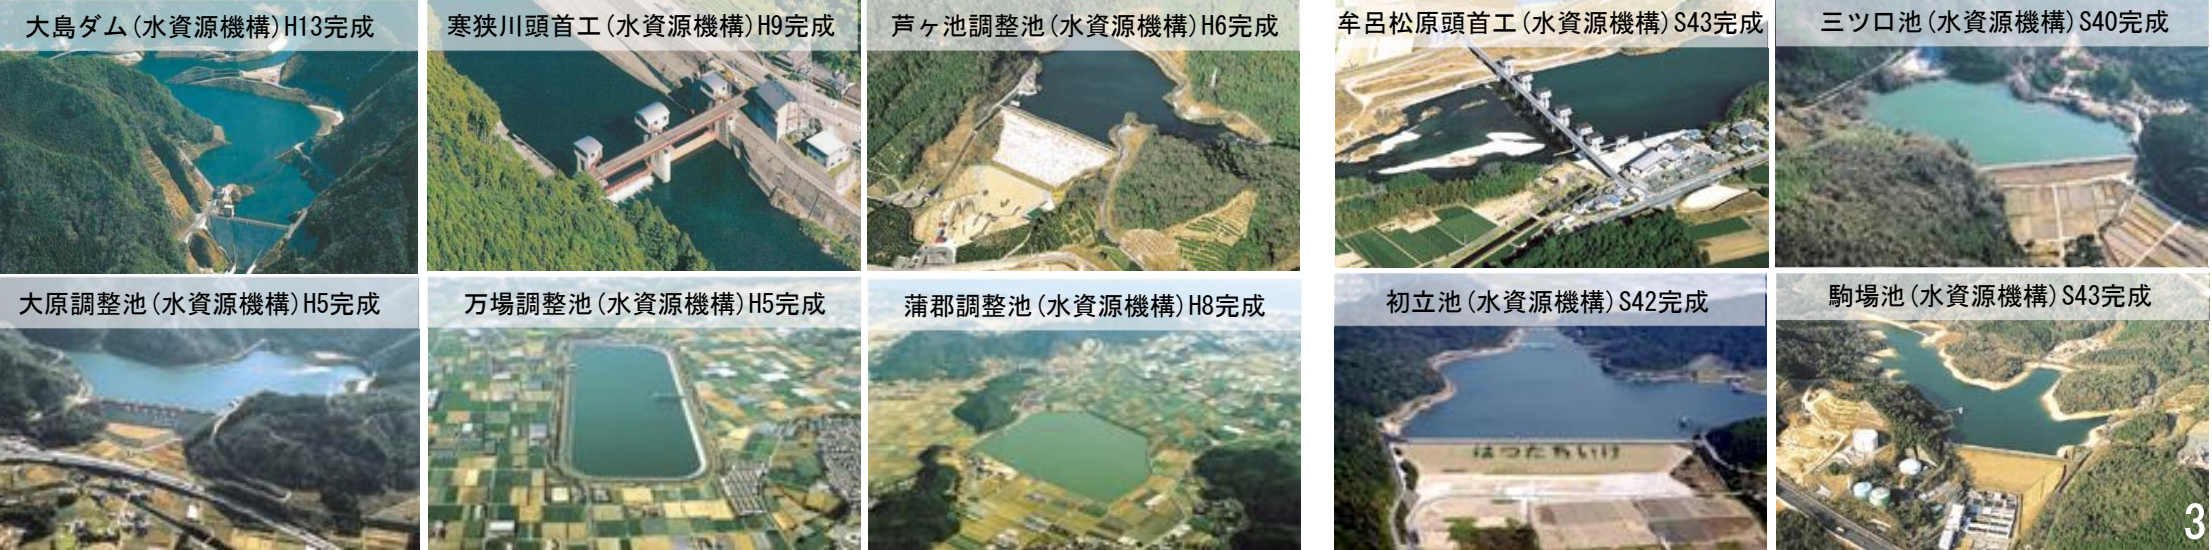 大島ダム(水資源機構)H13完成
寒狭川頭首工(水資源機構)H9完成
芦ヶ池調整池(水資源機構)H6完成
牟呂松原頭首工(水資源機構)S43完成
三ツ口池(水資源機構)S40完成
大原調整池(水資源機構)H5完成
万場調整池(水資源機構)H5完成
蒲郡調整池(水資源機構)H8完成
初立池(水資源機構)S42完成
はつたちいけ
駒場池(水資源機構)S43完成
3